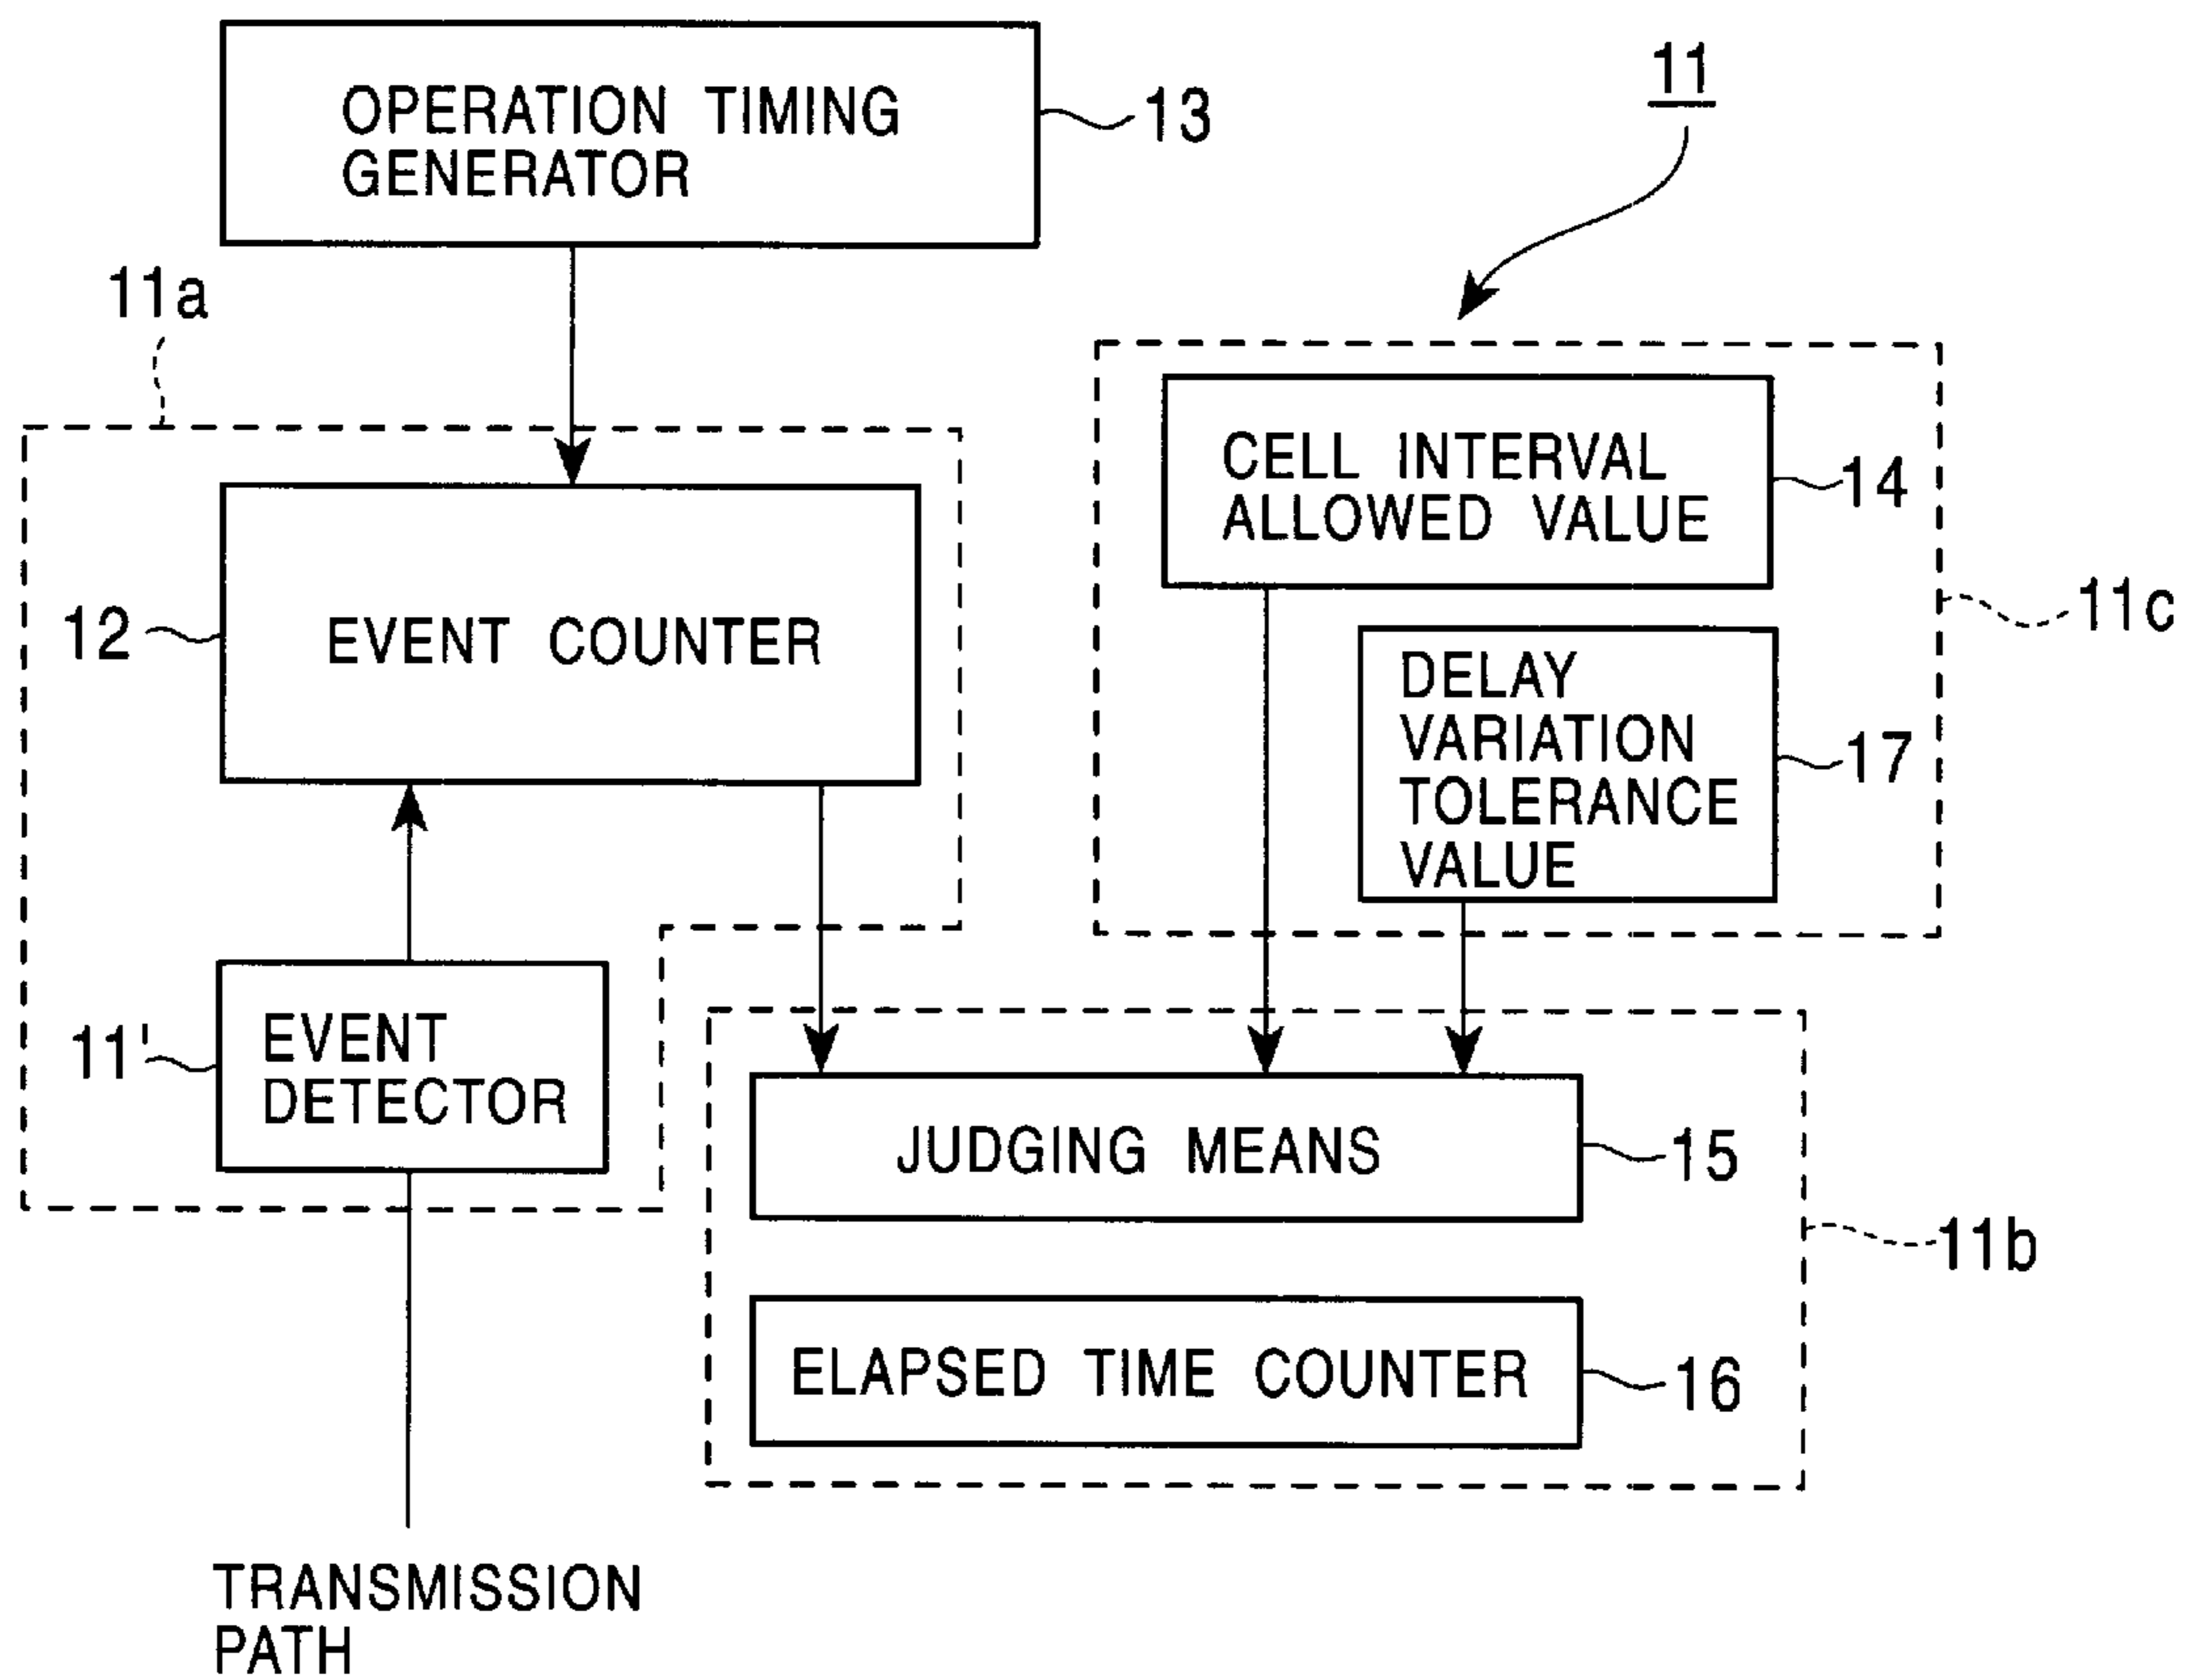 OPERATION TIMING
GENERATOR
13
11
11a
CELL INTERVAL
ALLOWED VALUE
14
12
EVENT COUNTER
11c
DELAY
VARIATION
TOLERANCE
VALUE
17
11'
EVENT
DETECTOR
JUDGING MEANS
15
11b
ELAPSED TIME COUNTER
16
TRANSMISSION
PATH